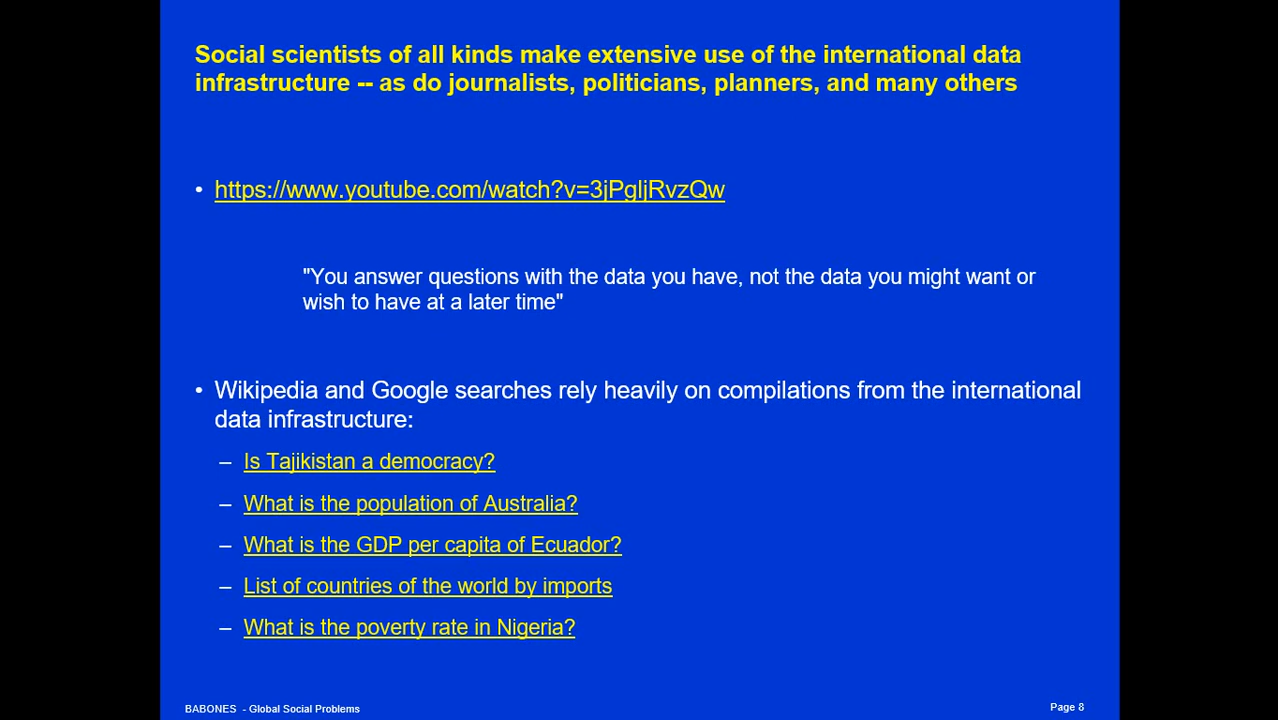 Social scientists of all kinds make extensive use of the international data
infrastructure -- as do journalists, politicians, planners, and many others
• https://www.youtube.com/watch?v=3jPgljRvzQw
"You answer questions with the data you have, not the data you might want or
wish to have at a later time"
• Wikipedia and Google searches rely heavily on compilations from the international
data infrastructure:
– Is Tajikistan a democracy?
– What is the population of Australia?
– What is the GDP per capita of Ecuador?
– List of countries of the world by imports
– What is the poverty rate in Nigeria?
BABONES - Global Social Problems
Page 8